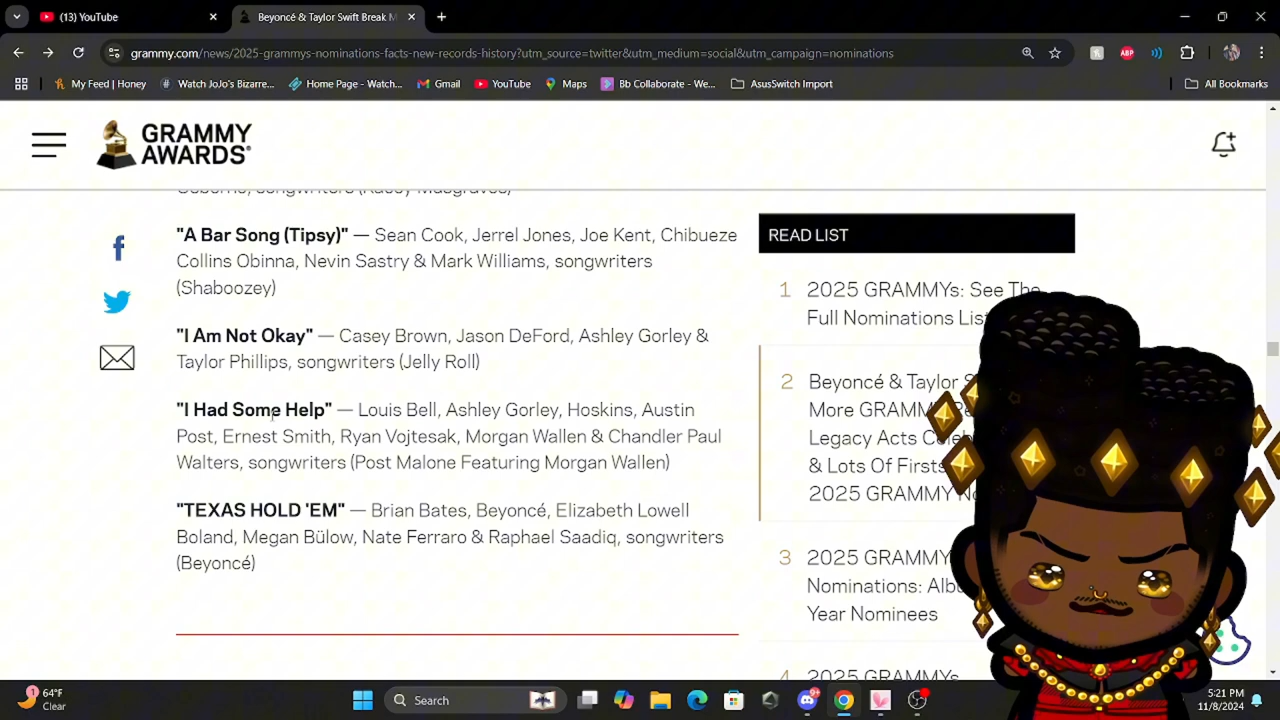 (13) YouTube
Beyoncé & Taylor Swift Break M
grammy.com/news/2025-grammys-nominations-facts-new-records-history?utm_source=twitter&utm_medium=social&utm_campaign=nominations
ABP
My Feed | Honey
Watch JoJo's Bizarre...
Home Page - Watch...
Gmail
YouTube
Maps
Bb Collaborate - We...
AsiaSwitch Import
All Bookmarks
GRAMMY
AWARDS®
"A Bar Song (Tipsy)" — Sean Cook, Jerrel Jones, Joe Kent, Chibueze
Collins Obinna, Nevin Sastry & Mark Williams, songwriters
(Shaboozey)
"I Am Not Okay" — Casey Brown, Jason DeFord, Ashley Gorley &
Taylor Phillips, songwriters (Jelly Roll)
"I Had Some Help" — Louis Bell, Ashley Gorley, Hoskins, Austin
Post, Ernest Smith, Ryan Vojtesak, Morgan Wallen & Chandler Paul
Walters, songwriters (Post Malone Featuring Morgan Wallen)
"TEXAS HOLD 'EM" — Brian Bates, Beyoncé, Elizabeth Lowell
Boland, Megan Bülow, Nate Ferraro & Raphael Saadiq, songwriters
(Beyoncé)
READ LIST
1 2025 GRAMMYs: See The
Full Nominations List
2 Beyoncé & Taylor S
More GRAMMY Re
Legacy Acts Celeb
& Lots Of Firsts
2025 GRAMMY No
3 2025 GRAMMY
Nominations: Alb
Year Nominees
4 2025 GRAMMYs
1 64°F
Clear
Search
5:21 PM
11/8/2024